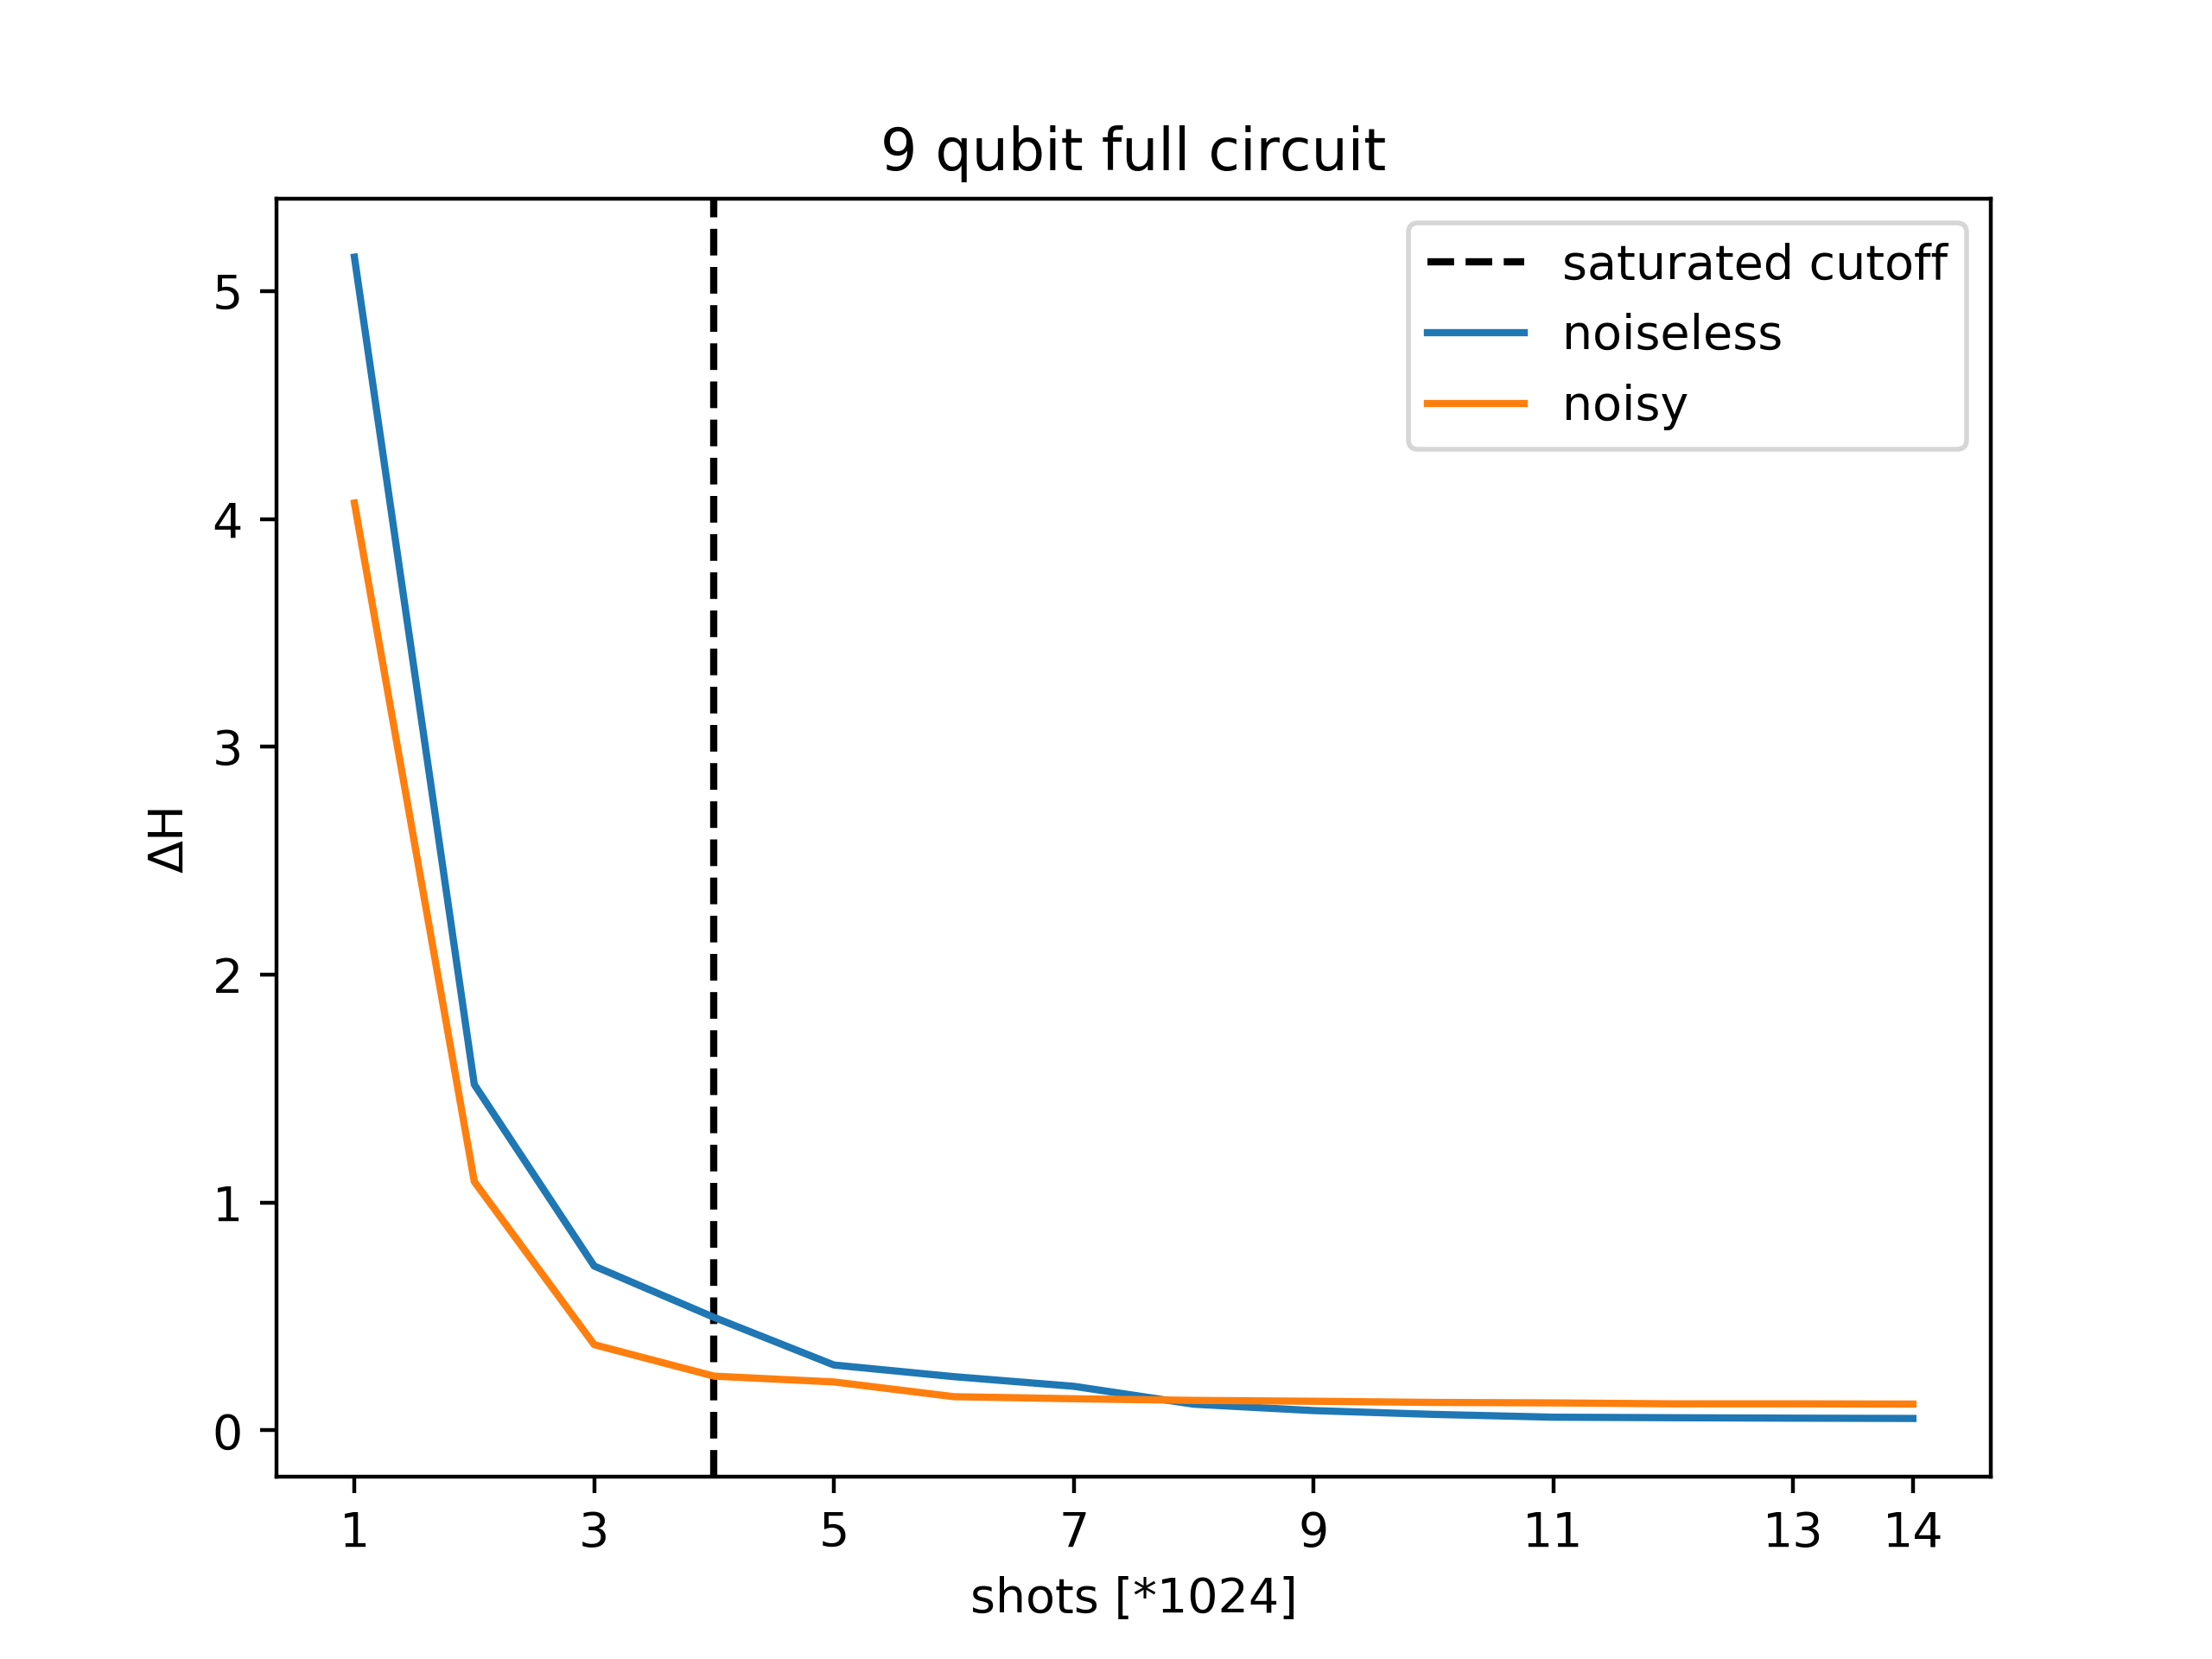 9 qubit full circuit
saturated cutoff
noiseless
noisy
5
4
3
2
1
0
ΔH
1 3 5 7 9 11 13 14
shots [*1024]